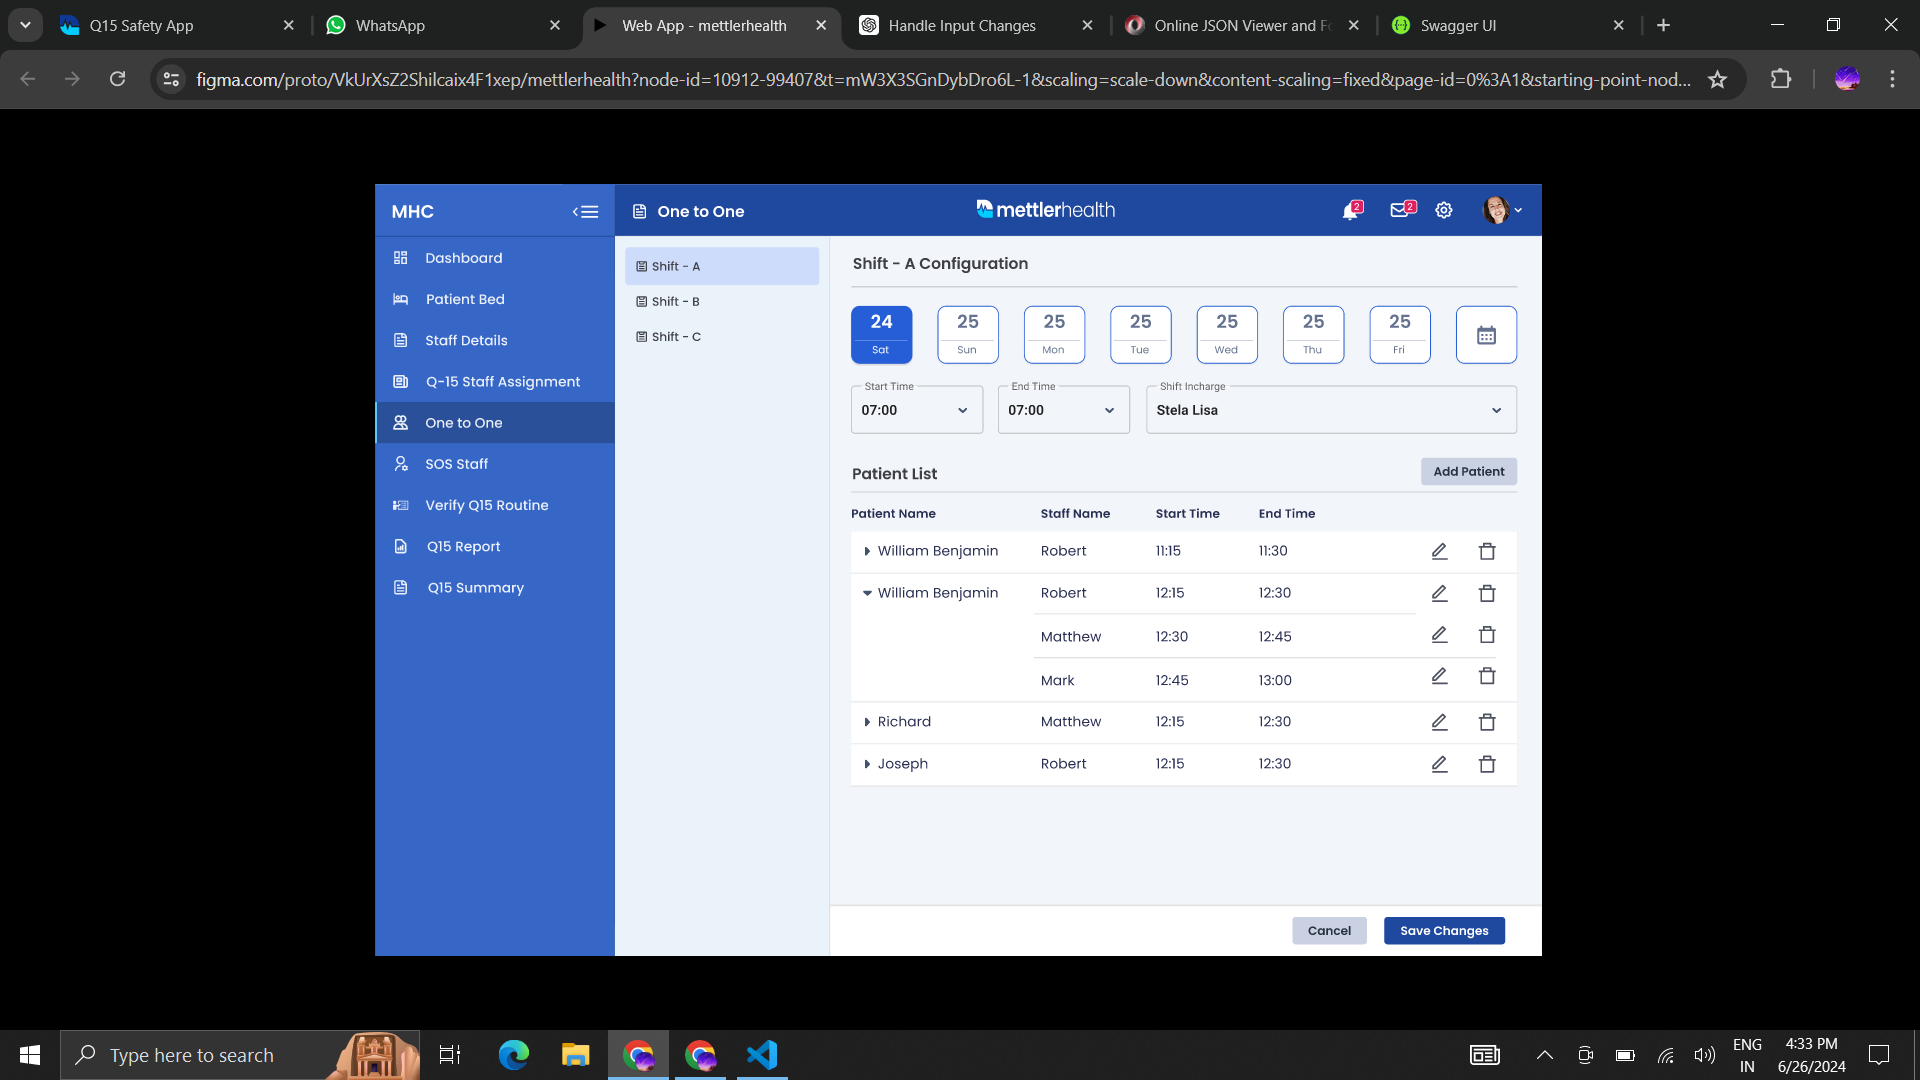 Q15 Safety App
WhatsApp
Web App - mettlerhealth
Handle Input Changes
Online JSON Viewer and Fo
Swagger UI
figma.com/proto/VkUrXsZ2Shilcaix4F1xep/mettlerhealth?node-id=10912-99407&t=mW3X3SGnDybDro6L-1&scaling=scale-down&content-scaling=fixed&page-id=0%3A1&starting-point-nod...
MHC
One to One
mettlerhealth
2
2
Dashboard
Patient Bed
Staff Details
Q-15 Staff Assignment
One to One
SOS Staff
Verify Q15 Routine
Q15 Report
Q15 Summary
Shift - A
Shift - B
Shift - C
Shift - A Configuration
24 25 25 25 25 25 25
Sat Sun Mon Tue Wed Thu Fri
Start Time End Time Shift Incharge
07:00 07:00 Stela Lisa
Patient List
Add Patient
Patient Name Staff Name Start Time End Time
William Benjamin Robert 11:15 11:30
William Benjamin Robert 12:15 12:30
Matthew 12:30 12:45
Mark 12:45 13:00
Richard Matthew 12:15 12:30
Joseph Robert 12:15 12:30
Cancel Save Changes
Type here to search
ENG
IN
4:33 PM
6/26/2024